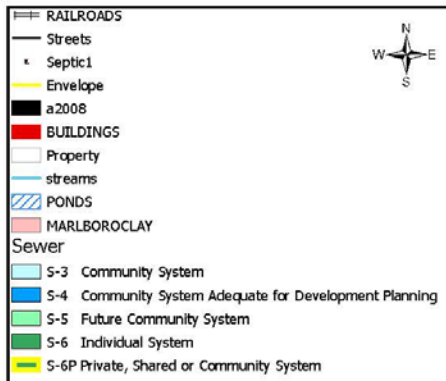 RAILROADS
N
Streets
W E
Septic1
S
Envelope
a2008
BUILDINGS
Property
streams
PONDS
MARLBOROCLAY
Sewer
S-3 Community System
S-4 Community System Adequate for Development Planning
S-5 Future Community System
S-6 Individual System
S-6P Private, Shared or Community System